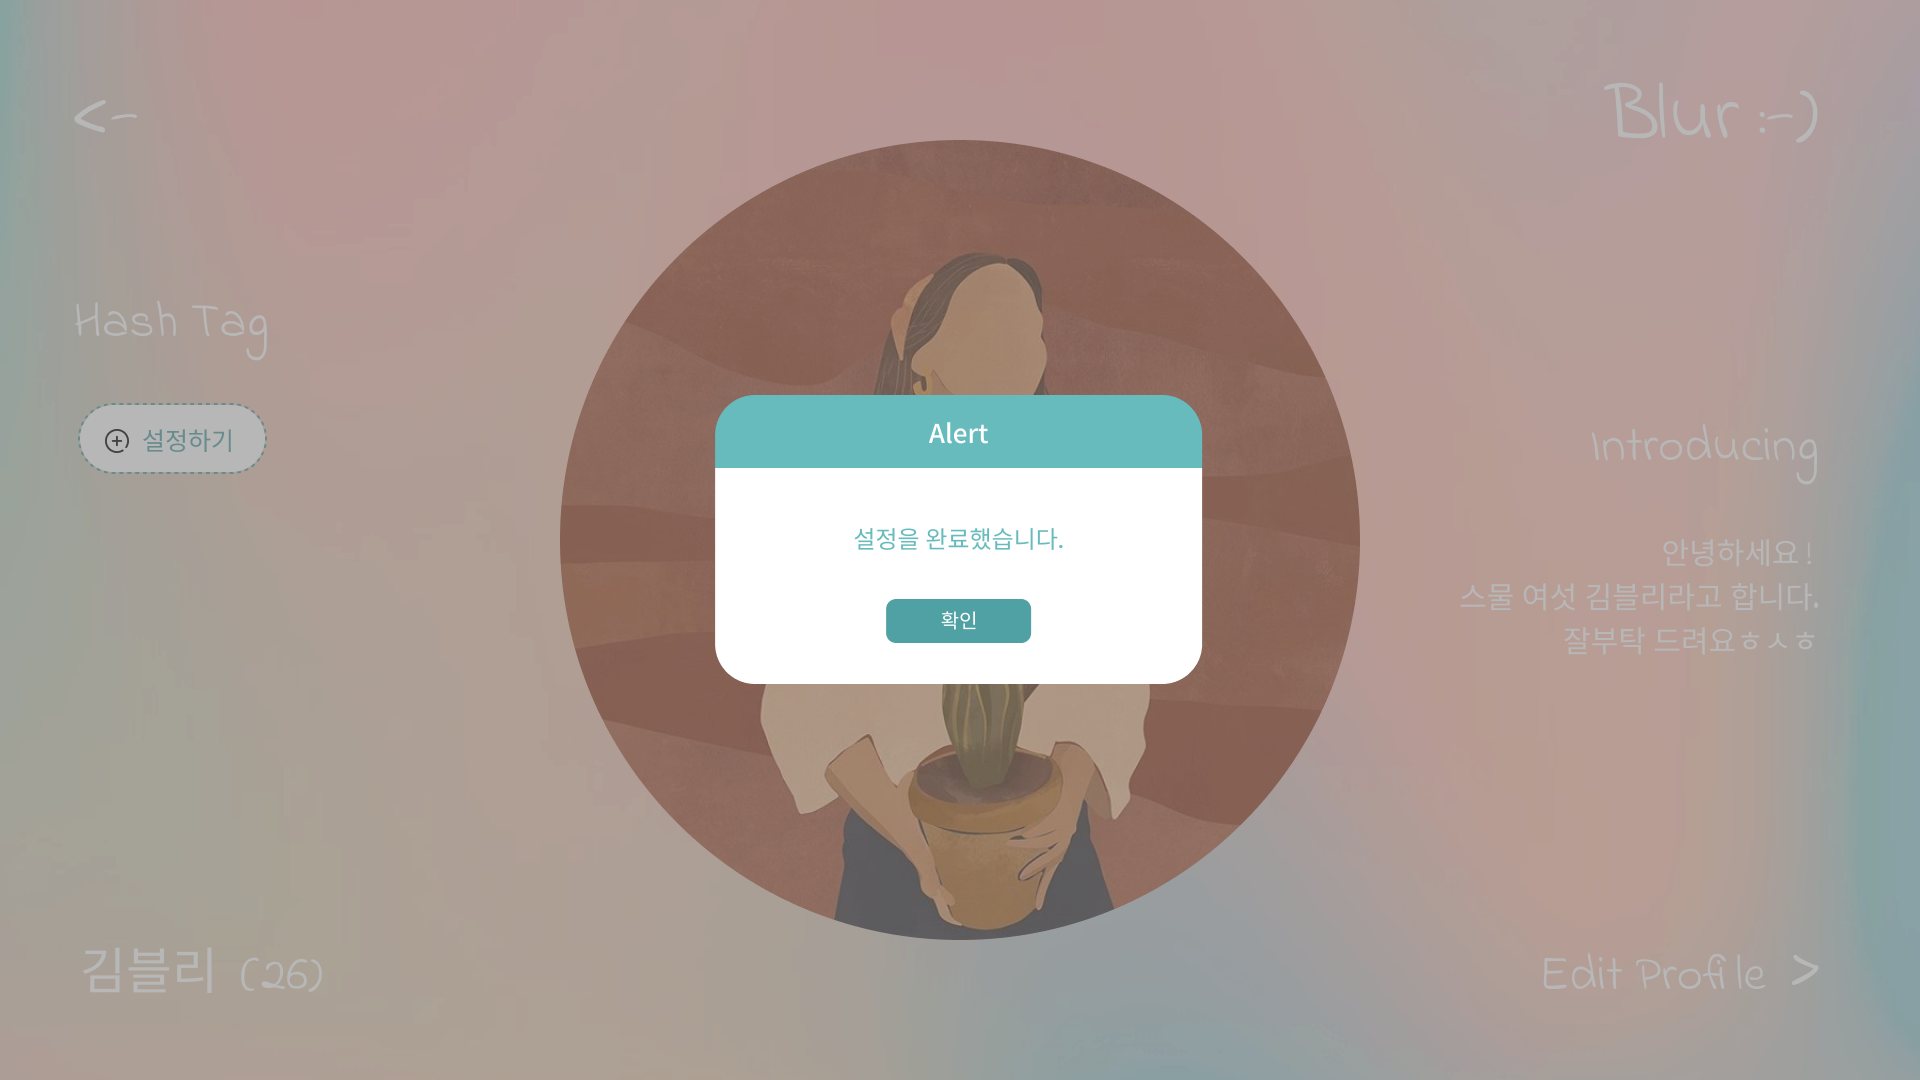 <-
Blur :-)
Hash Tag
설정하기
Alert
설정을 완료했습니다.
확인
Introducing
안녕하세요!
스물 여섯 김블리라고 합니다.
잘부탁 드려요ㅎㅅㅎ
김블리 (26)
Edit Profile >